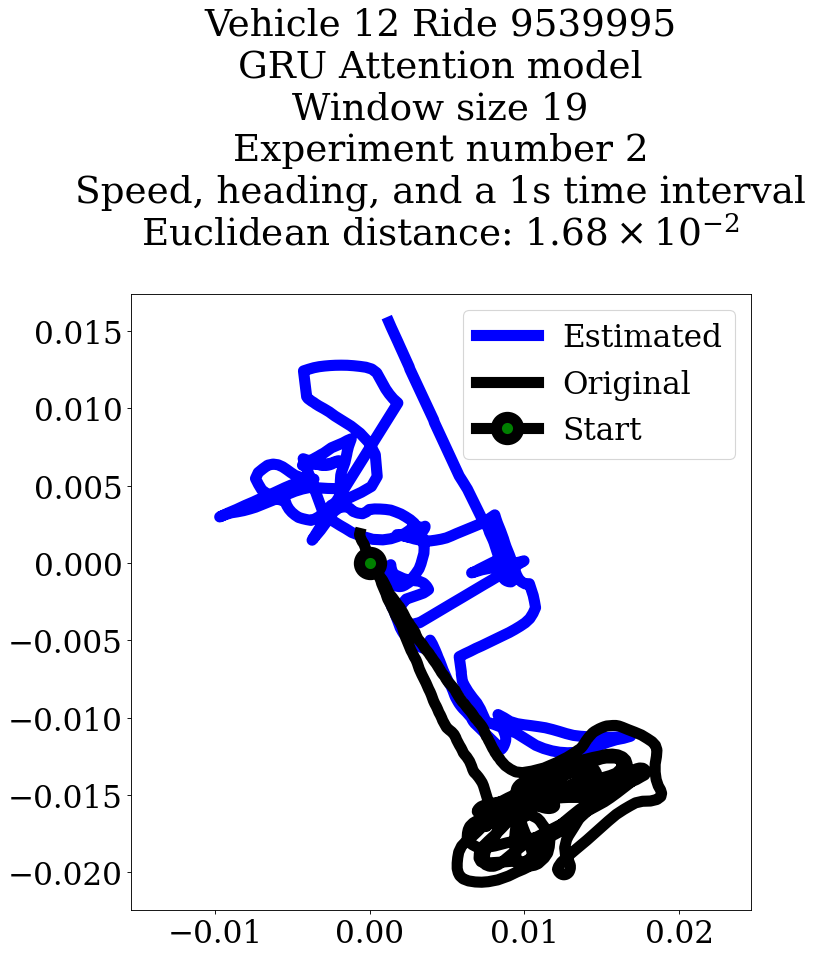 Vehicle 12 Ride 9539995
GRU Attention model
Window size 19
Experiment number 2
Speed, heading, and a 1s time interval
Euclidean distance: 1.68 × 10⁻²
Estimated
Original
Start
0.015
0.010
0.005
0.000
−0.005
−0.010
−0.015
−0.020
−0.01
0.00
0.01
0.02